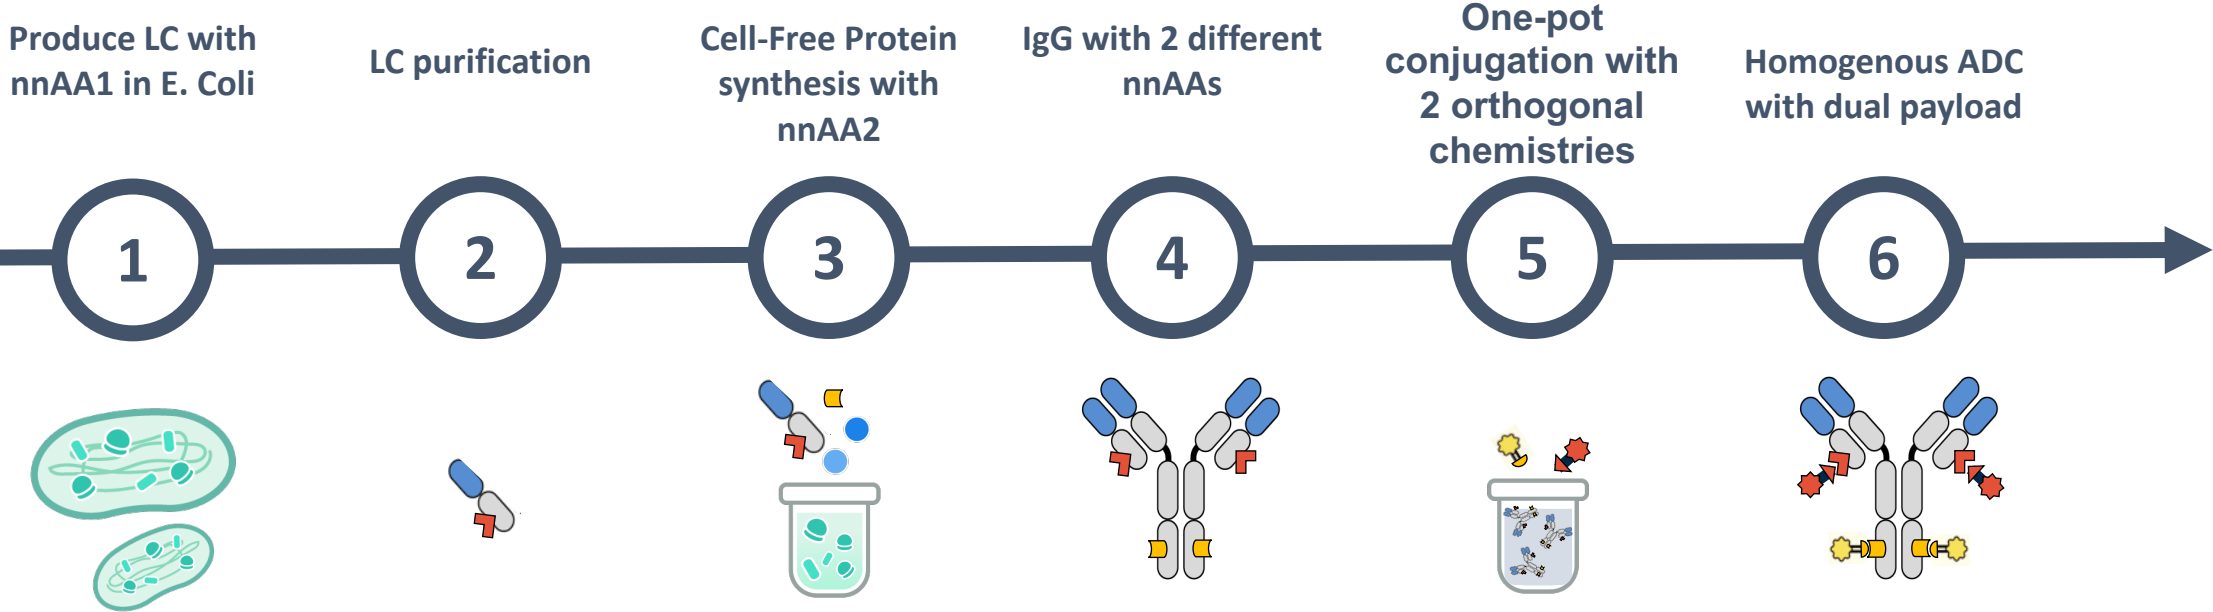 Produce LC with
nnAA1 in E. Coli
LC purification
Cell-Free Protein
synthesis with
nnAA2
IgG with 2 different
nnAAs
One-pot
conjugation with
2 orthogonal
chemistries
Homogenous ADC
with dual payload
1
2
3
4
5
6